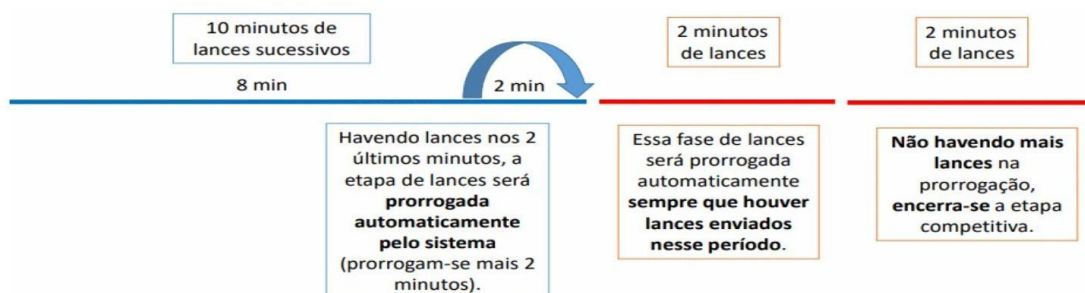 10 minutos de
lances sucessivos
8 min
2 min
2 minutos
de lances
2 minutos
de lances
Havendo lances nos 2
últimos minutos, a
etapa de lances será
prorrogada
automaticamente
pelo sistema
(prorrogam-se mais 2
minutos).
Essa fase de lances
será prorrogada
automaticamente
sempre que houver
lances enviados
nesse período.
Não havendo mais
lances na
prorrogação,
encerra-se a etapa
competitiva.